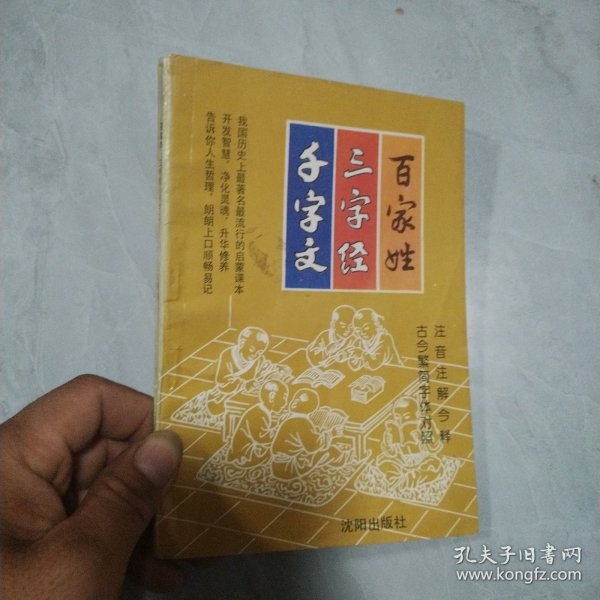 百家姓
三字经
千字文
我国历史上最著名最流行的启蒙课本
开发智慧，净化灵魂，升华修养
告诉你人生哲理，朗朗上口顺畅易记
注音注解今释
古今繁简字体对照
沈阳出版社
孔夫子旧书网
www.kongfz.com